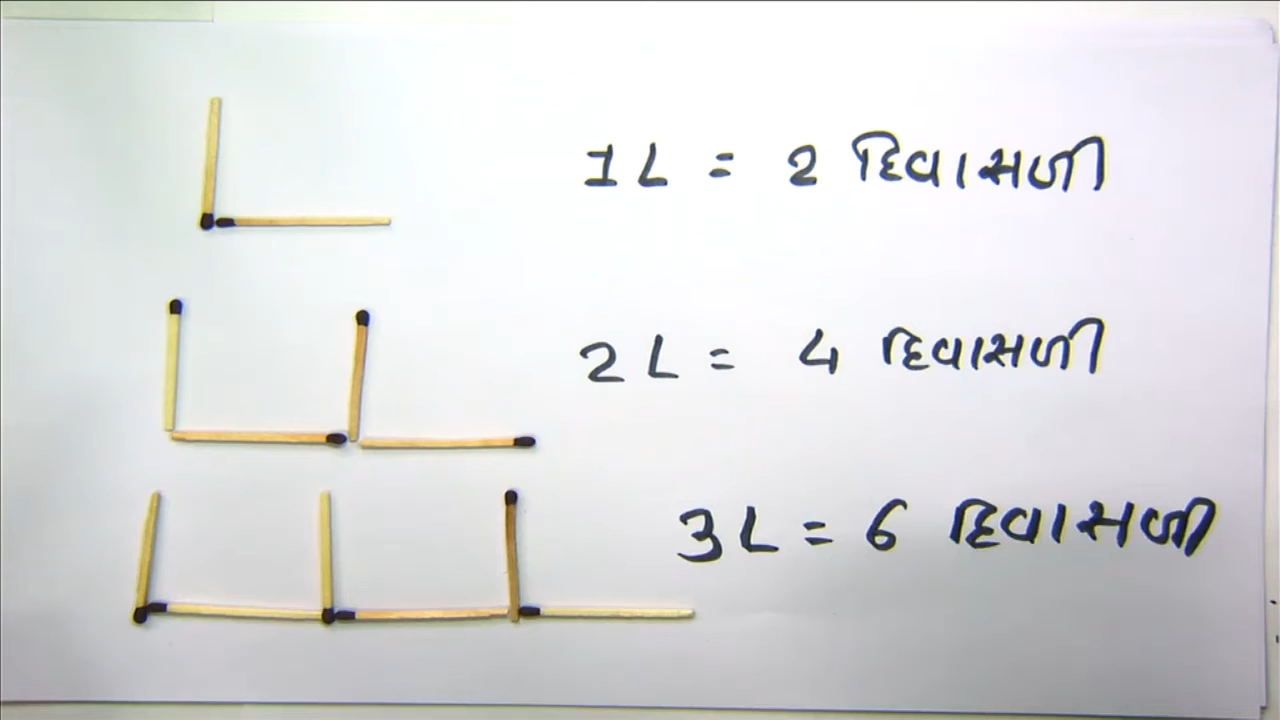 1L = 2 દિવાસળી
2L = 4 દિવાસળી
3L = 6 દિવાસળી